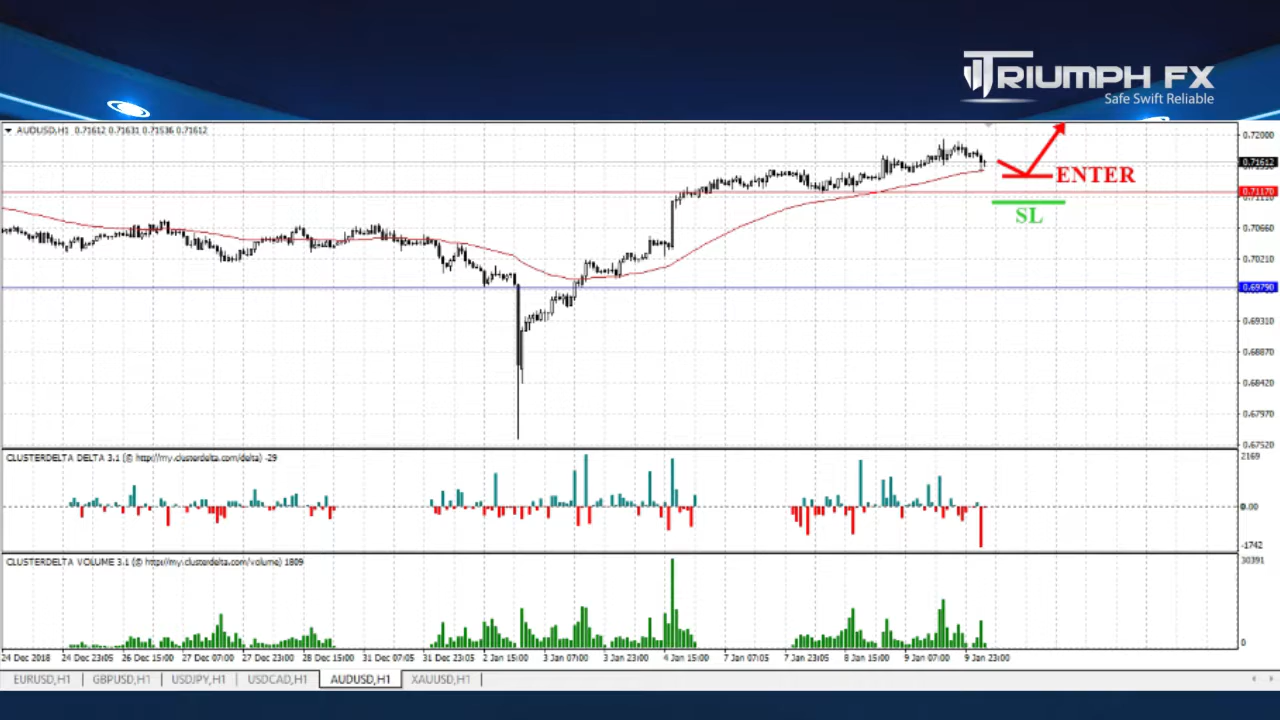 TRIUMPH FX
Safe Swift Reliable
AUDUSD,H1 0.71612 0.71631 0.71536 0.71612
0.72000
0.71612
ENTER
0.71170
SL
0.70660
0.70210
0.69790
0.69310
0.68870
0.68420
0.67970
0.67520
CLUSTERDELTA DELTA 3.1 (@ http://my.clusterdelta.com/delta) -29
2169
0.00
-1742
CLUSTERDELTA VOLUME 3.1 (@ http://my.clusterdelta.com/volume) 1809
30391
0
24 Dec 2018 24 Dec 23:05 26 Dec 15:00 27 Dec 07:00 27 Dec 23:00 28 Dec 15:00 31 Dec 07:05 31 Dec 23:05 2 Jan 15:00 3 Jan 07:00 3 Jan 23:00 4 Jan 15:00 7 Jan 07:05 7 Jan 23:05 8 Jan 15:00 9 Jan 07:00 9 Jan 23:00
EURUSD,H1 GBPUSD,H1 USDJPY,H1 USDCAD,H1 AUDUSD,H1 XAUUSD,H1